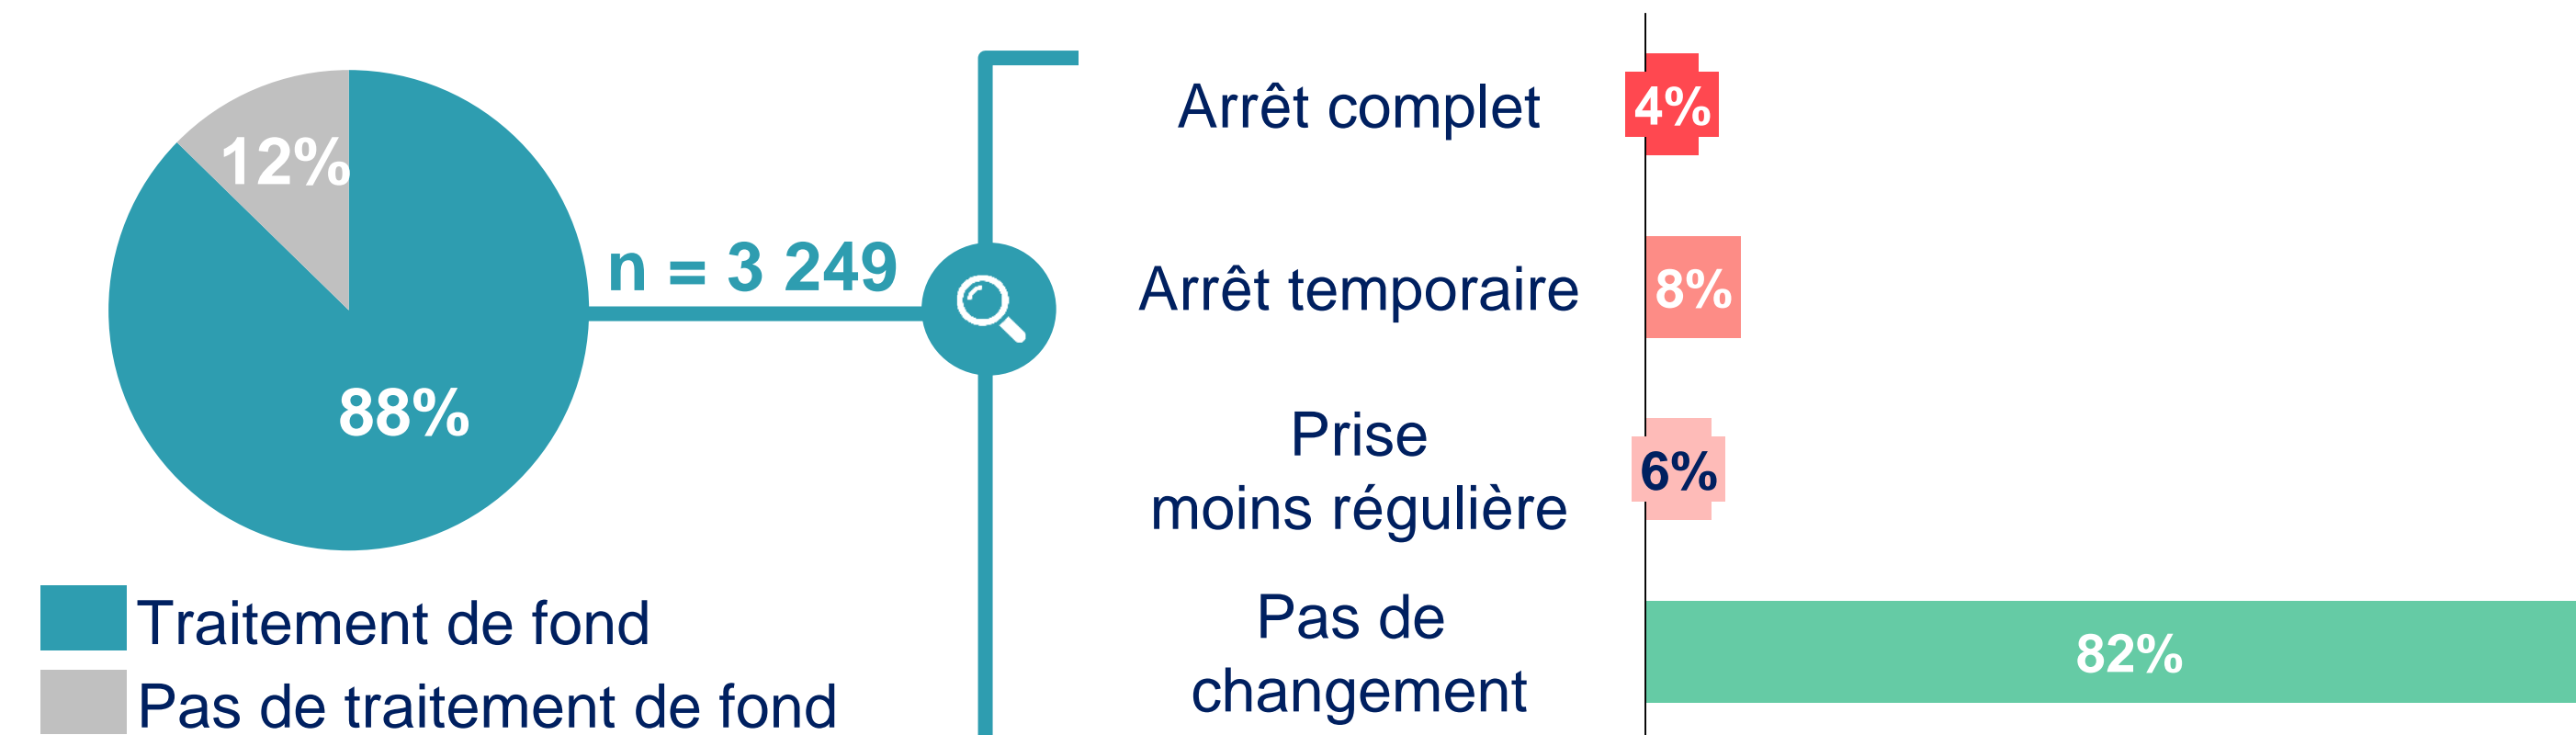 12%
88%
Traitement de fond
Pas de traitement de fond
n = 3 249
Arrêt complet
4%
Arrêt temporaire
8%
Prise
moins régulière
6%
Pas de
changement
82%